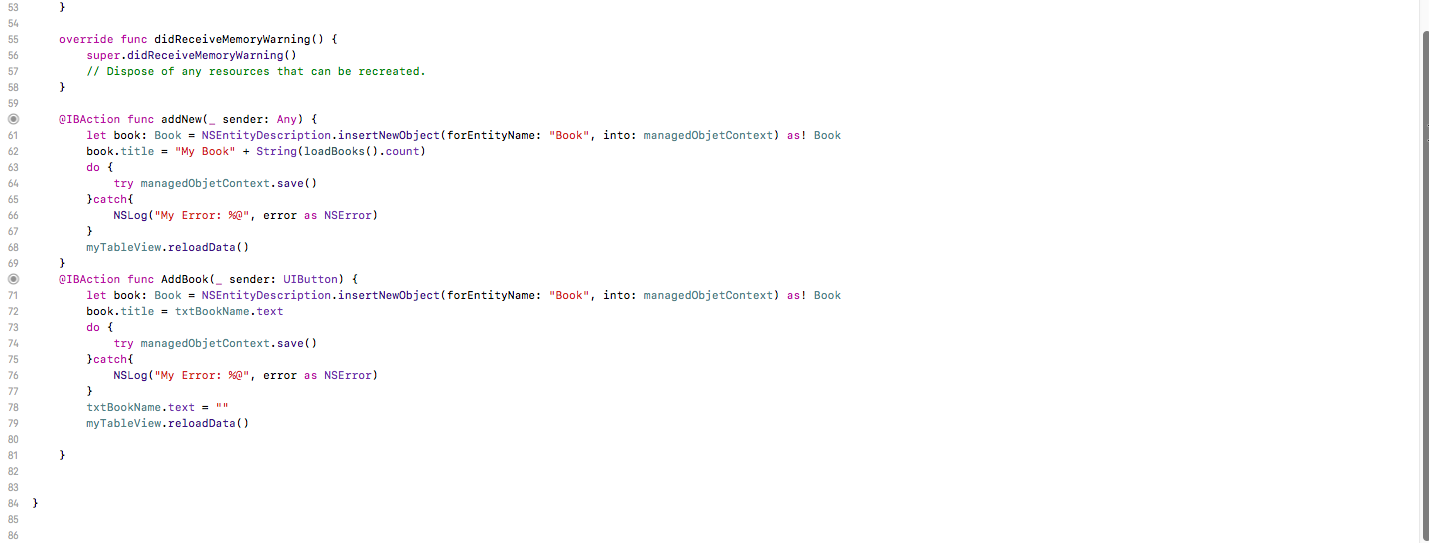 53 }
54
55 override func didReceiveMemoryWarning() {
56 super.didReceiveMemoryWarning()
57 // Dispose of any resources that can be recreated.
58 }
59
@IBAction func addNew(_ sender: Any) {
61 let book: Book = NSEntityDescription.insertNewObject(forEntityName: "Book", into: managedObjetContext) as! Book
62 book.title = "My Book" + String(loadBooks().count)
63 do {
64 try managedObjetContext.save()
65 }catch{
66 NSLog("My Error: %@", error as NSError)
67 }
68 myTableView.reloadData()
69 }
@IBAction func AddBook(_ sender: UIButton) {
71 let book: Book = NSEntityDescription.insertNewObject(forEntityName: "Book", into: managedObjetContext) as! Book
72 book.title = txtBookName.text
73 do {
74 try managedObjetContext.save()
75 }catch{
76 NSLog("My Error: %@", error as NSError)
77 }
78 txtBookName.text = ""
79 myTableView.reloadData()
80
81 }
82
83
84 }
85
86